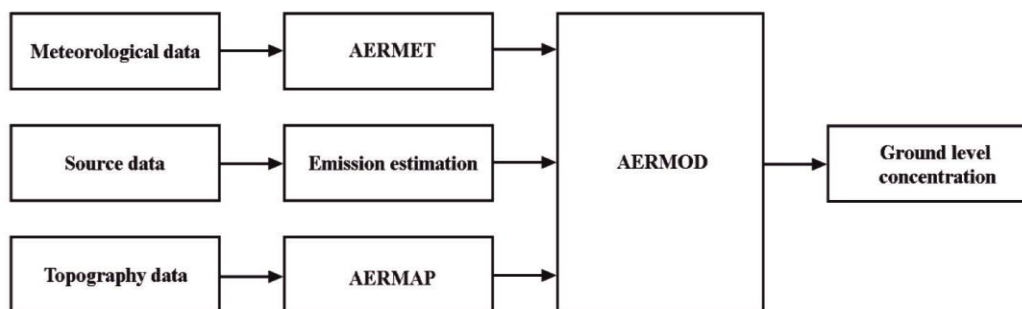 Meteorological data
AERMET
Source data
Emission estimation
Topography data
AERMAP
AERMOD
Ground level
concentration